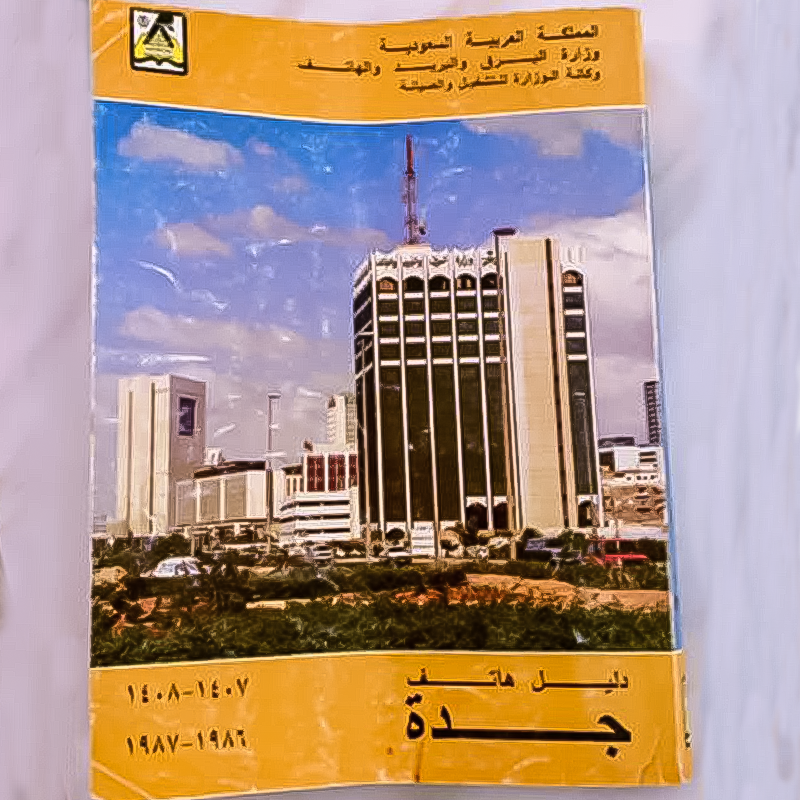 المملكة العربية السعودية
وزارة البرق والبريد والهاتف
وكالة الوزارة للتشغيل والصيانة
دليل هاتف
جدة
١٤٠٧-١٤٠٨
١٩٨٦-١٩٨٧